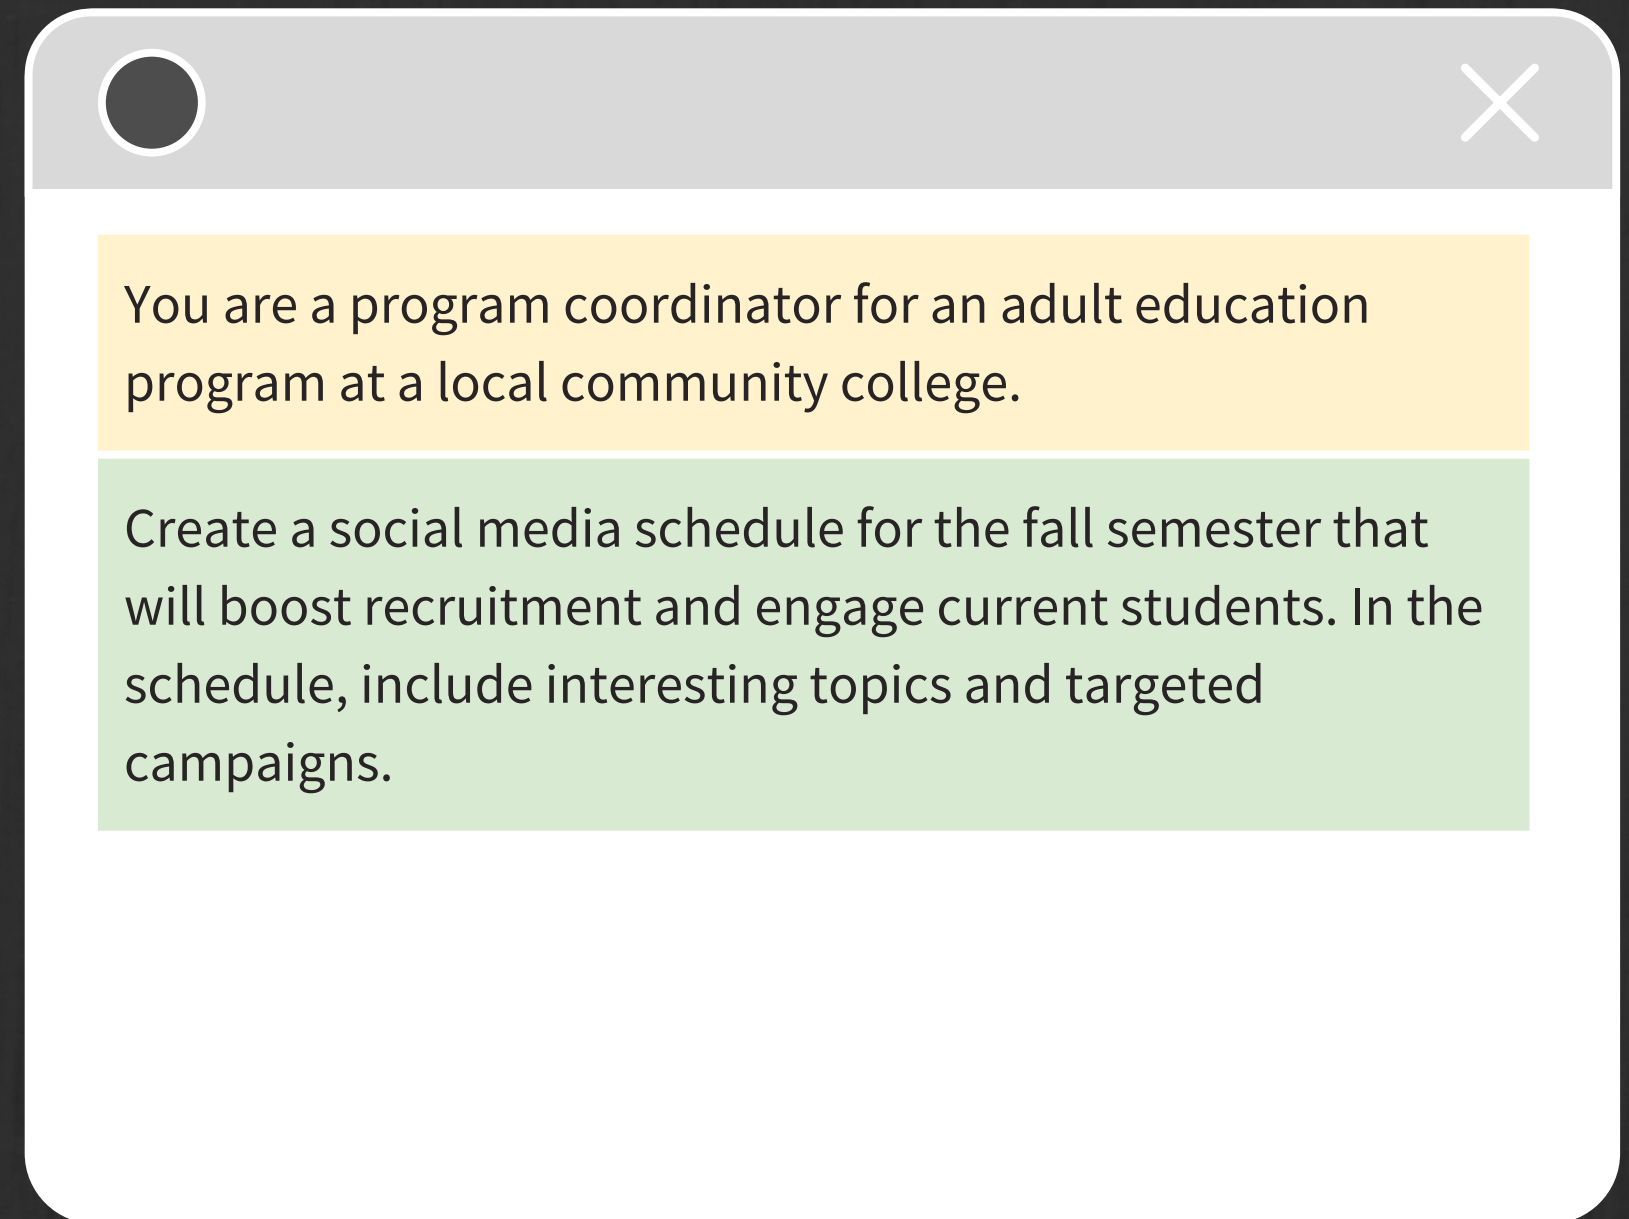 You are a program coordinator for an adult education
program at a local community college.
Create a social media schedule for the fall semester that
will boost recruitment and engage current students. In the
schedule, include interesting topics and targeted
campaigns.